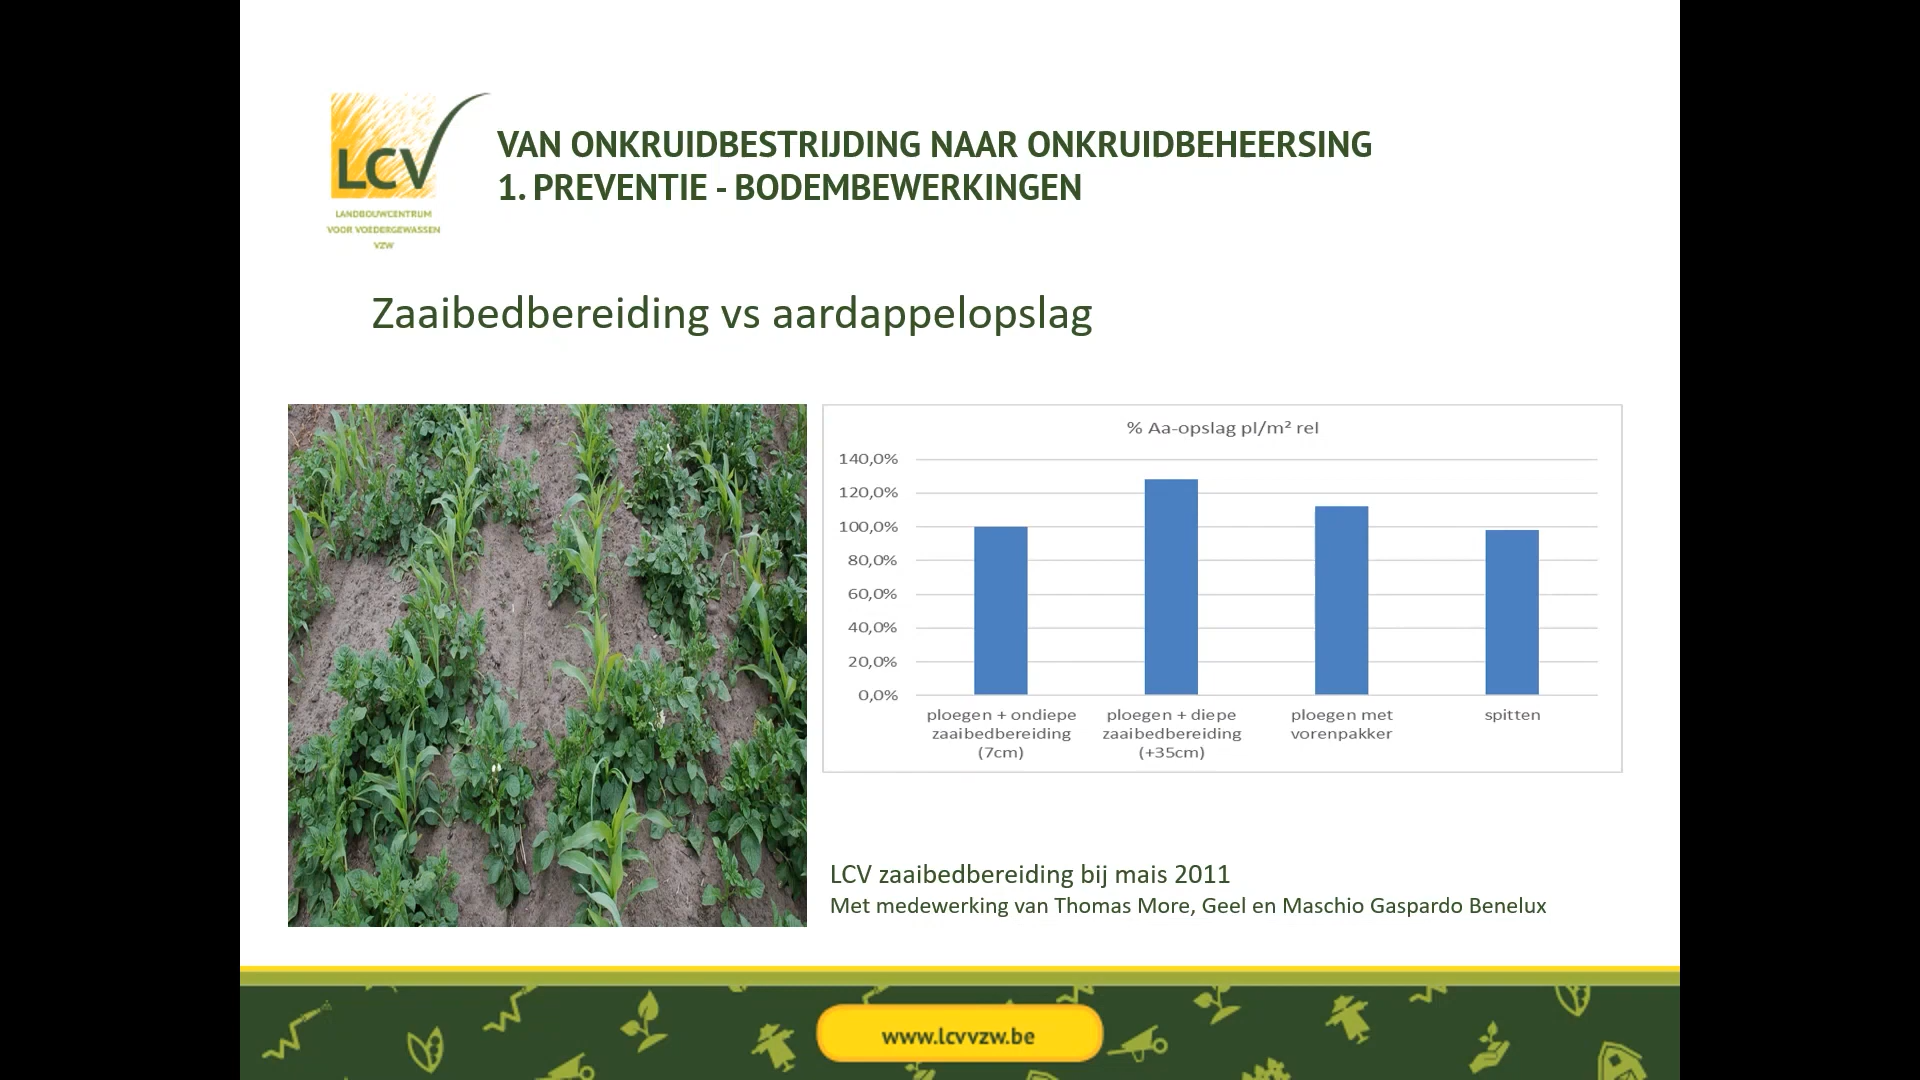 LCV
LANDBOUWCENTRUM
VOOR VOEDERGEWASSEN
VZW
VAN ONKRUIDBESTRIJDING NAAR ONKRUIDBEHEERSING
1. PREVENTIE - BODEMBEWERKINGEN
Zaaibedbereiding vs aardappelopslag
% Aa-opslag pl/m² rel
140,0%
120,0%
100,0%
80,0%
60,0%
40,0%
20,0%
0,0%
ploegen + ondiepe
zaaibedbereiding
(7cm)
ploegen + diepe
zaaibedbereiding
(+35cm)
ploegen met
vorenpakker
spitten
LCV zaaibedbereiding bij mais 2011
Met medewerking van Thomas More, Geel en Maschio Gaspardo Benelux
www.lcvvzw.be